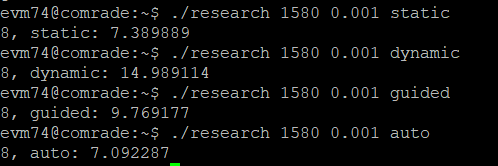 evm74@comrade:~$ ./research 1580 0.001 static
8, static: 7.389889
evm74@comrade:~$ ./research 1580 0.001 dynamic
8, dynamic: 14.989114
evm74@comrade:~$ ./research 1580 0.001 guided
8, guided: 9.769177
evm74@comrade:~$ ./research 1580 0.001 auto
8, auto: 7.092287